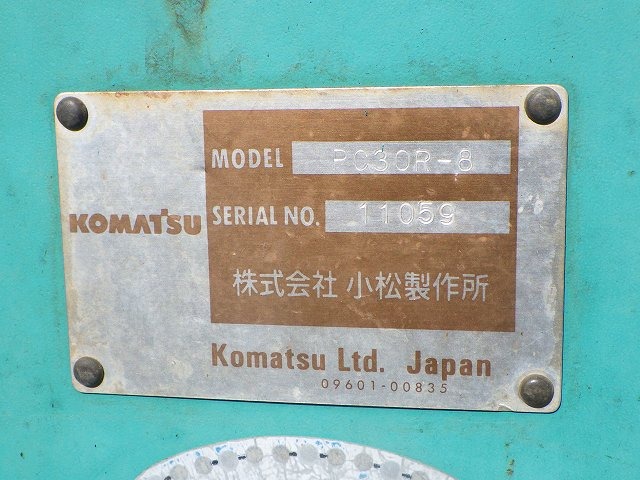 KOMATSU
MODEL PC30R-8
SERIAL NO. 11059
株式会社 小松製作所
Komatsu Ltd. Japan
09601-00835